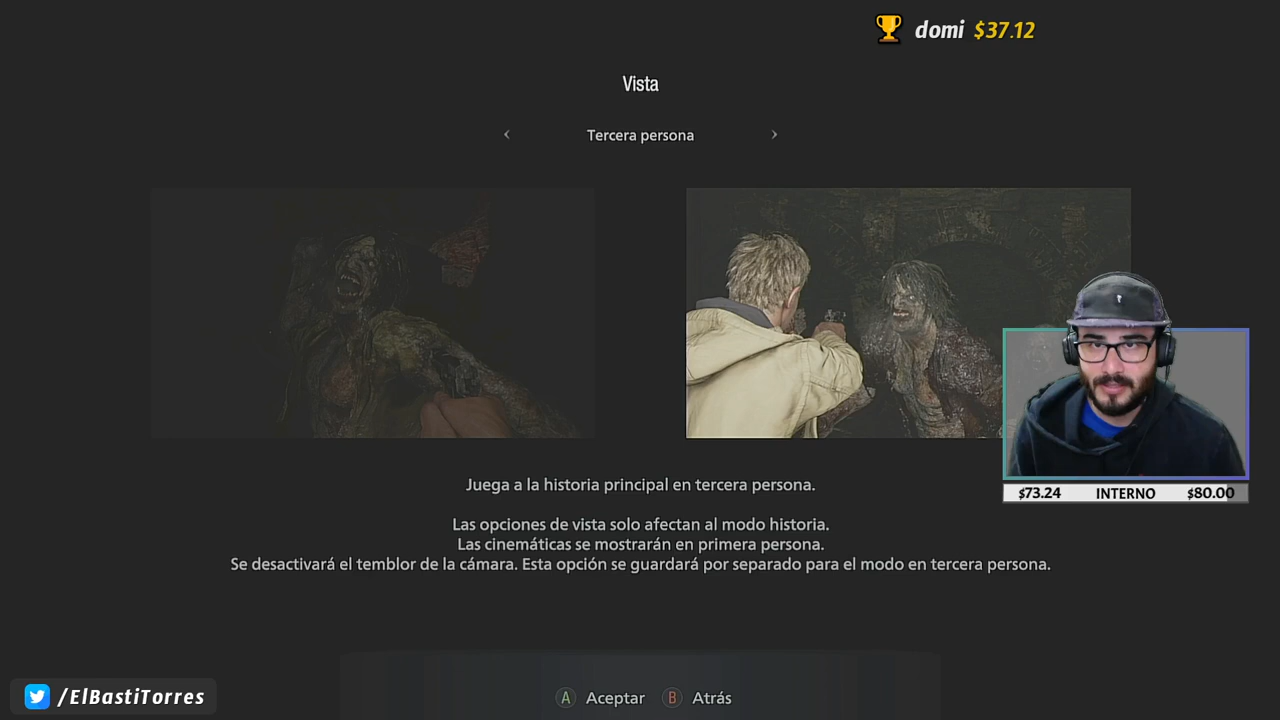 domi $37.12
Vista
Tercera persona
Juega a la historia principal en tercera persona.
Las opciones de vista solo afectan al modo historia.
Las cinemáticas se mostrarán en primera persona.
Se desactivará el temblor de la cámara. Esta opción se guardará por separado para el modo en tercera persona.
$73.24 INTERNO $80.00
A Aceptar B Atrás
/ElBastiTorres